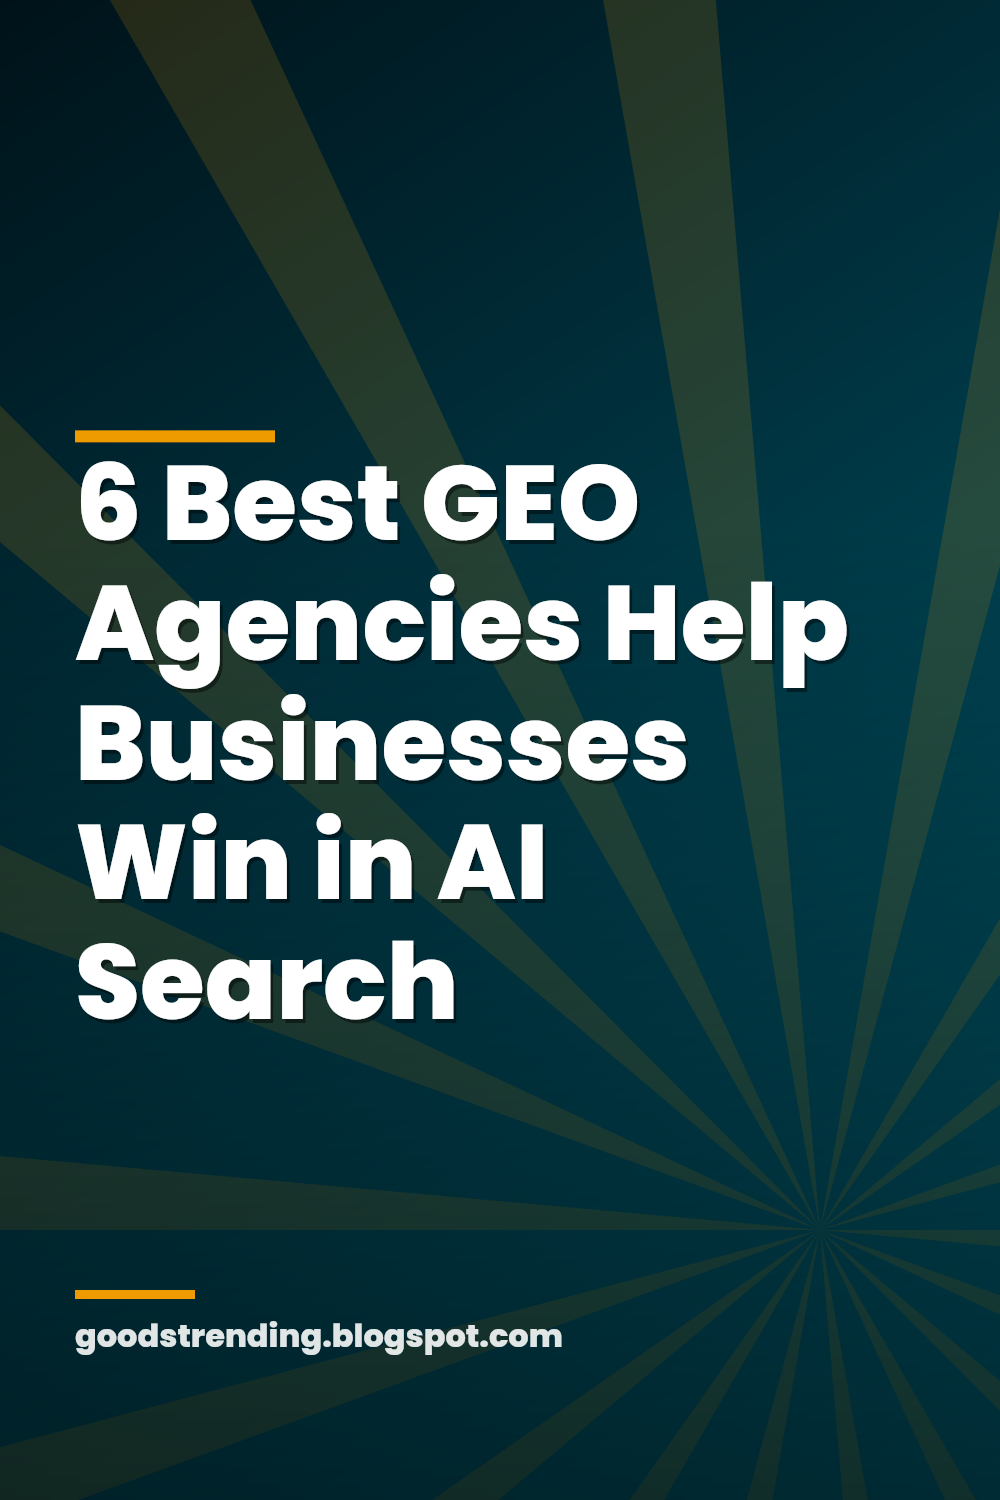 6 Best GEO
Agencies Help
Businesses
Win in AI
Search
goodstrending.blogspot.com